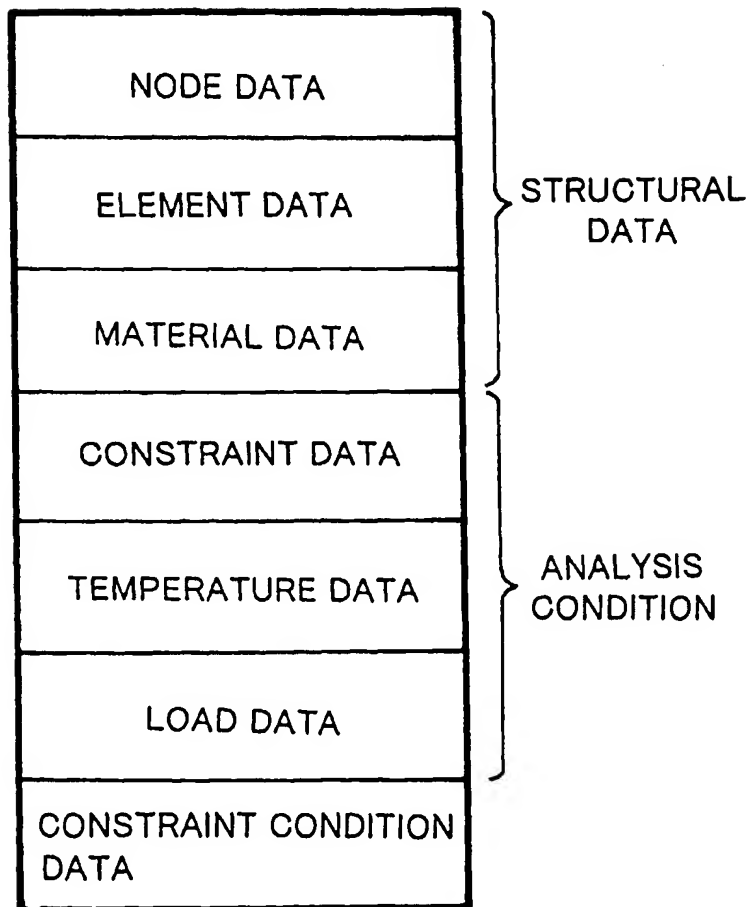 NODE DATA
ELEMENT DATA
MATERIAL DATA
STRUCTURAL
DATA
CONSTRAINT DATA
TEMPERATURE DATA
LOAD DATA
ANALYSIS
CONDITION
CONSTRAINT CONDITION
DATA